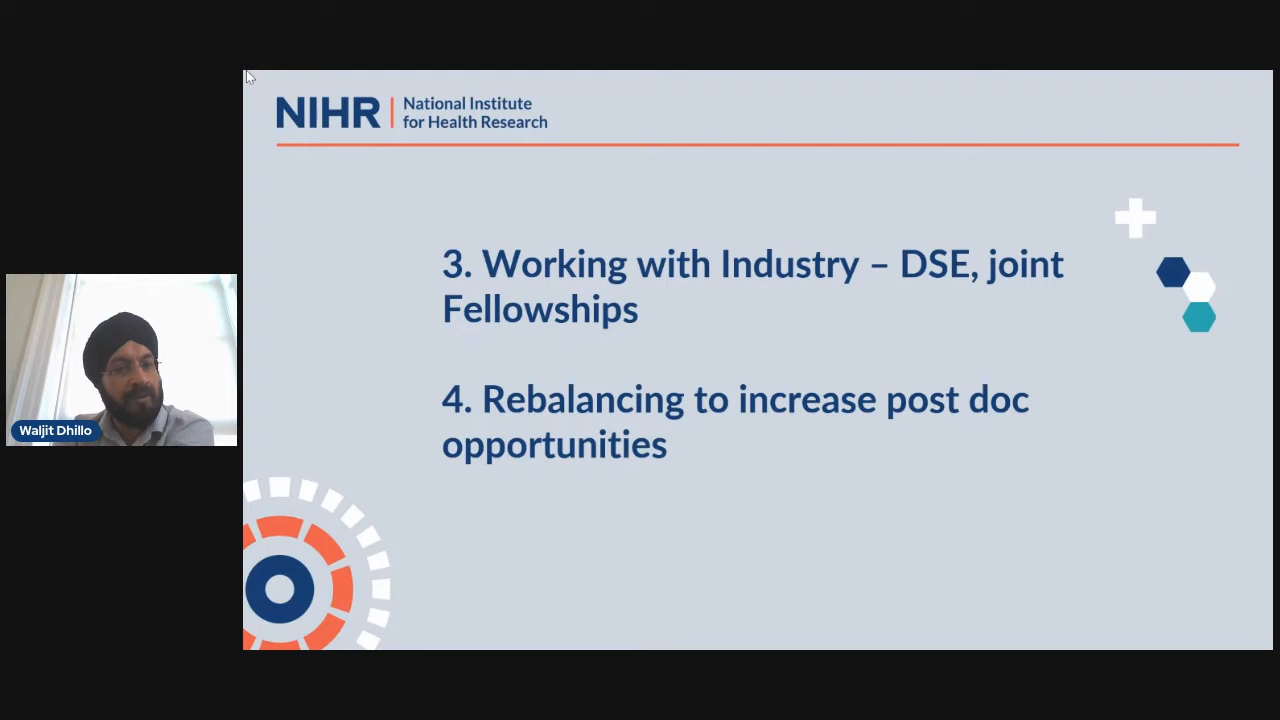 NIHR
National Institute
for Health Research
3. Working with Industry – DSE, joint
Fellowships
4. Rebalancing to increase post doc
opportunities
Waljit Dhillo